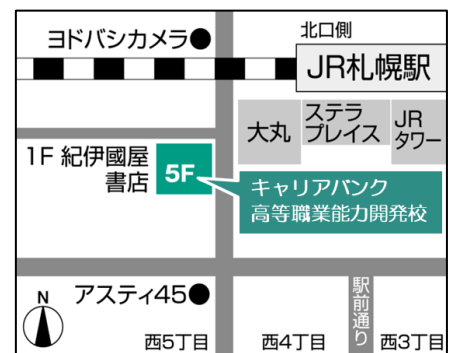 ヨドバシカメラ
北口側
JR札幌駅
大丸
ステラ
プレイス
JR
タワー
1F 紀伊國屋
書店
5F
キャリアバンク
高等職業能力開発校
N
アスティ45
駅前通り
西5丁目
西4丁目
西3丁目